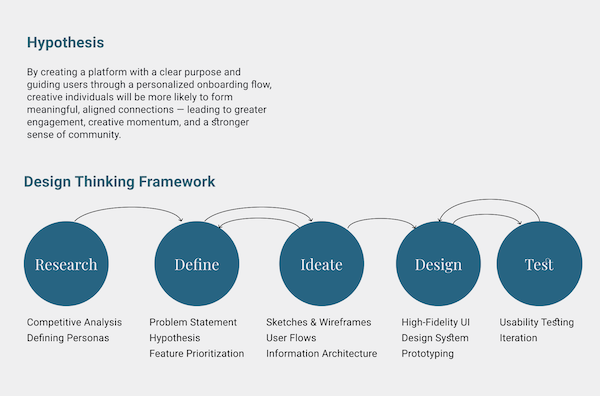 Hypothesis
By creating a platform with a clear purpose and
guiding users through a personalized onboarding flow,
creative individuals will be more likely to form
meaningful, aligned connections — leading to greater
engagement, creative momentum, and a stronger
sense of community.
Design Thinking Framework
Research
Define
Ideate
Design
Test
Competitive Analysis
Defining Personas
Problem Statement
Hypothesis
Feature Prioritization
Sketches & Wireframes
User Flows
Information Architecture
High-Fidelity UI
Design System
Prototyping
Usability Testing
Iteration